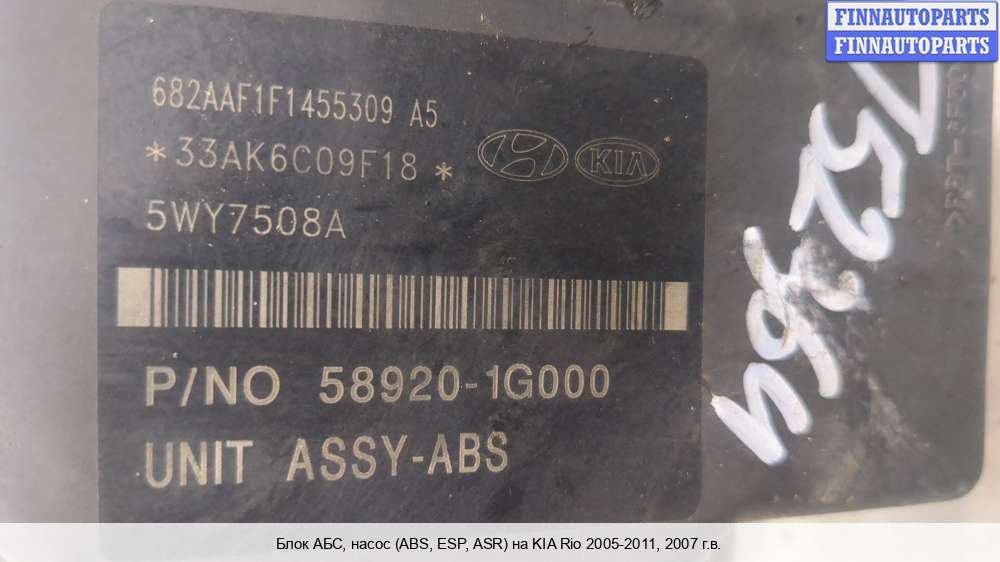 FINNAUTOPARTS
FINNAUTOPARTS
682AAF1F1455309 A5
*33AK6C09F18*
KIA
5WY7508A
P/NO 58920-1G000
UNIT ASSY-ABS
Блок АБС, насос (ABS, ESP, ASR) на KIA Rio 2005-2011, 2007 г.в.